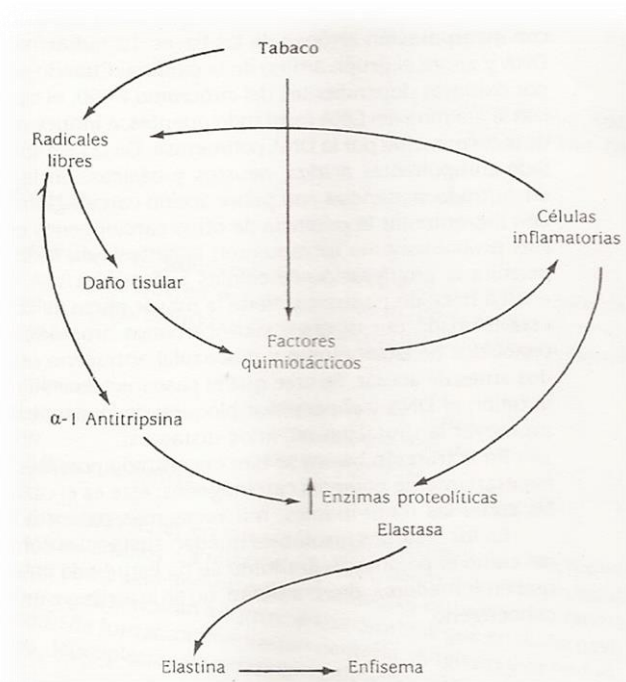 Tabaco
Radicales
libres
Células
inflamatorias
Daño tisular
Factores
quimiotácticos
α-1 Antitripsina
Enzimas proteolíticas
Elastasa
Elastina
Enfisema